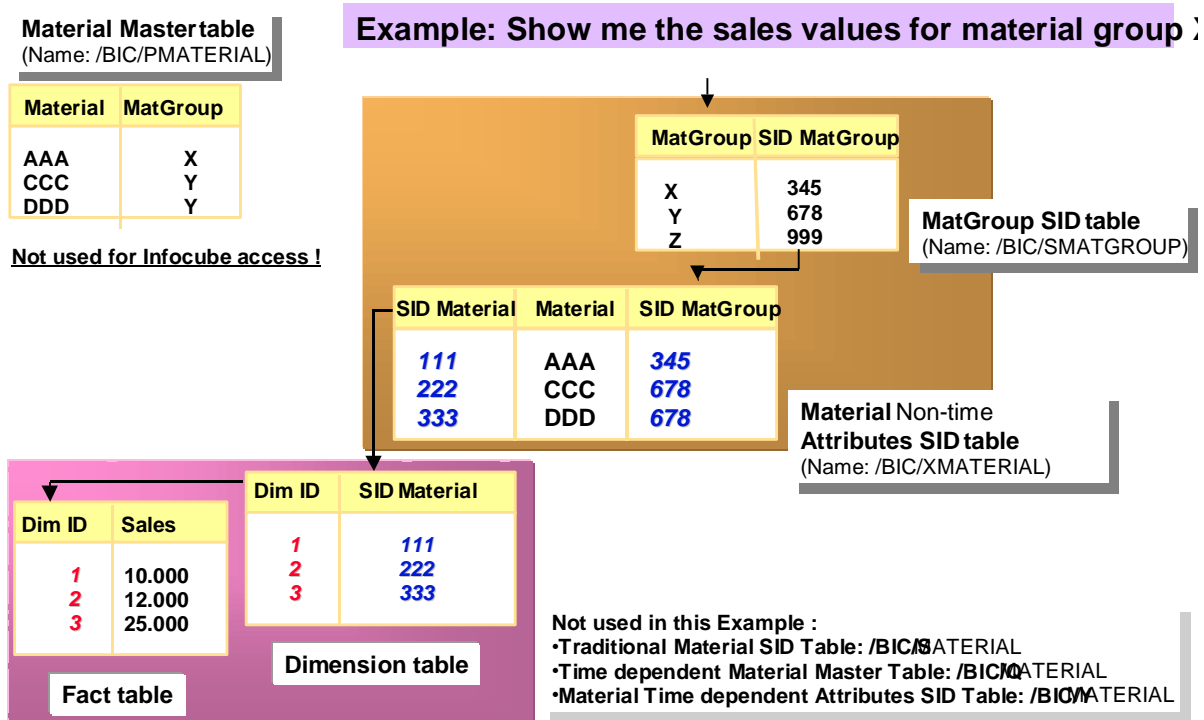 Material Master table
(Name: /BIC/PMATERIAL)
Example: Show me the sales values for material group X
Material MatGroup
AAA X
CCC Y
DDD Y
Not used for Infocube access !
MatGroup SID MatGroup
X 345
Y 678
Z 999
MatGroup SID table
(Name: /BIC/SMATGROUP)
SID Material Material SID MatGroup
111 AAA 345
222 CCC 678
333 DDD 678
Material Non-time
Attributes SID table
(Name: /BIC/XMATERIAL)
Dim ID SID Material
1 111
2 222
3 333
Dimension table
Dim ID Sales
1 10.000
2 12.000
3 25.000
Fact table
Not used in this Example :
•Traditional Material SID Table: /BIC/SMATERIAL
•Time dependent Material Master Table: /BIC/QMATERIAL
•Material Time dependent Attributes SID Table: /BIC/YMATERIAL